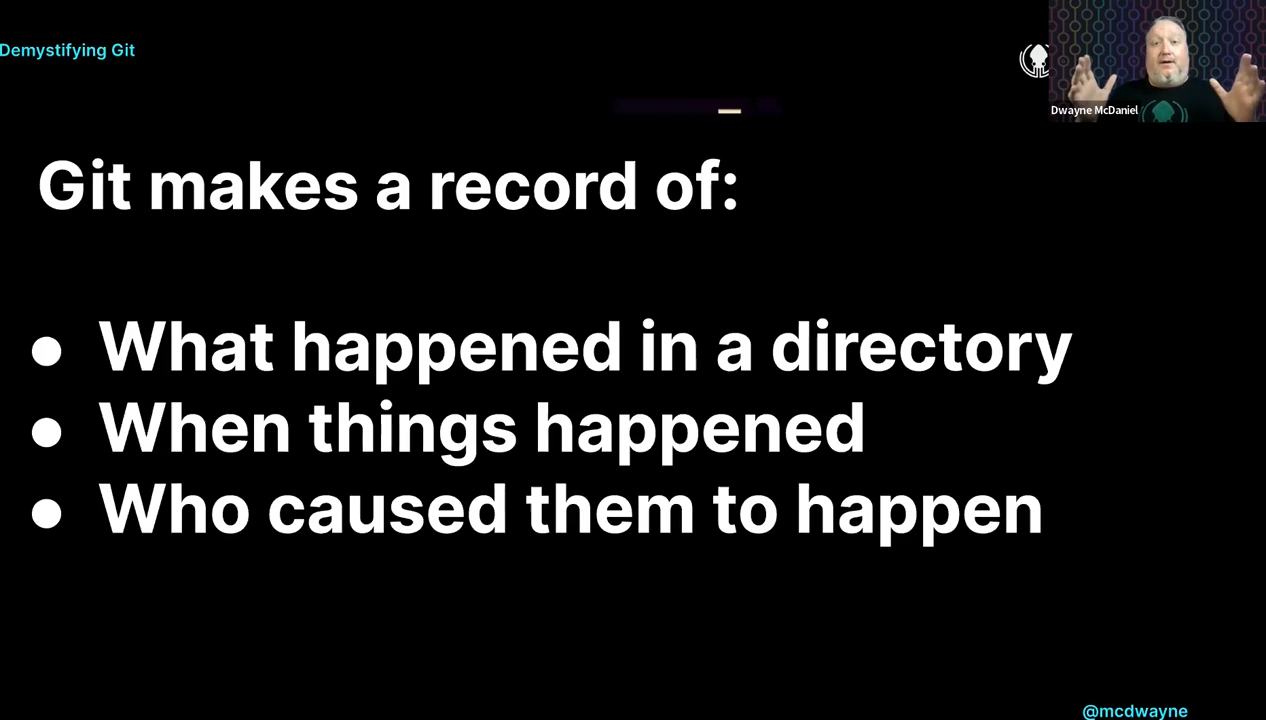 Demystifying Git
Dwayne McDaniel
Git makes a record of:
● What happened in a directory
● When things happened
● Who caused them to happen
@mcdwayne